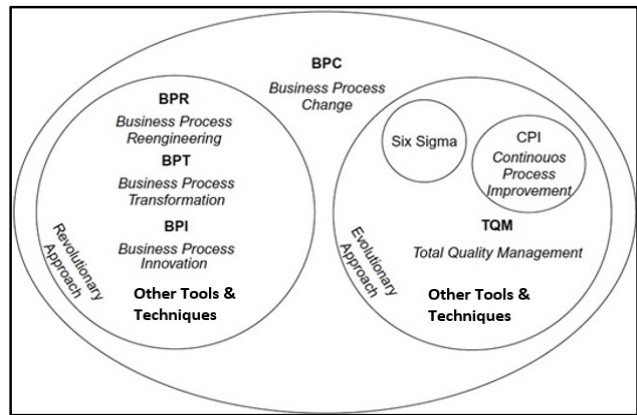 BPC
Business Process
Change
BPR
Business Process
Reengineering
BPT
Business Process
Transformation
BPI
Business Process
Innovation
Revolutionary
Approach
Other Tools &
Techniques
Six Sigma
CPI
Continuos
Process
Improvement
TQM
Total Quality Management
Evolutionary
Approach
Other Tools &
Techniques